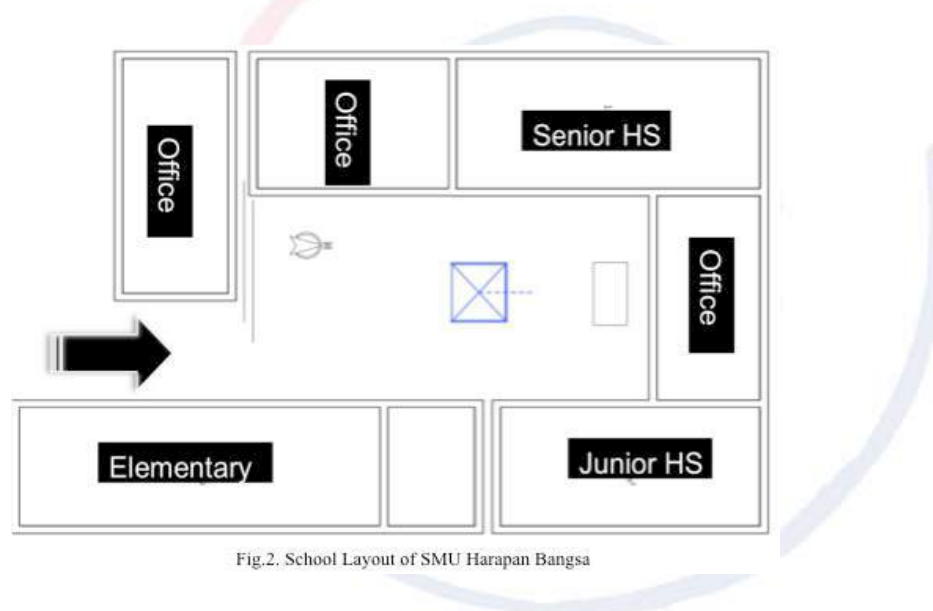 Office
Office
Senior HS
Office
Elementary
Junior HS
Fig.2. School Layout of SMU Harapan Bangsa